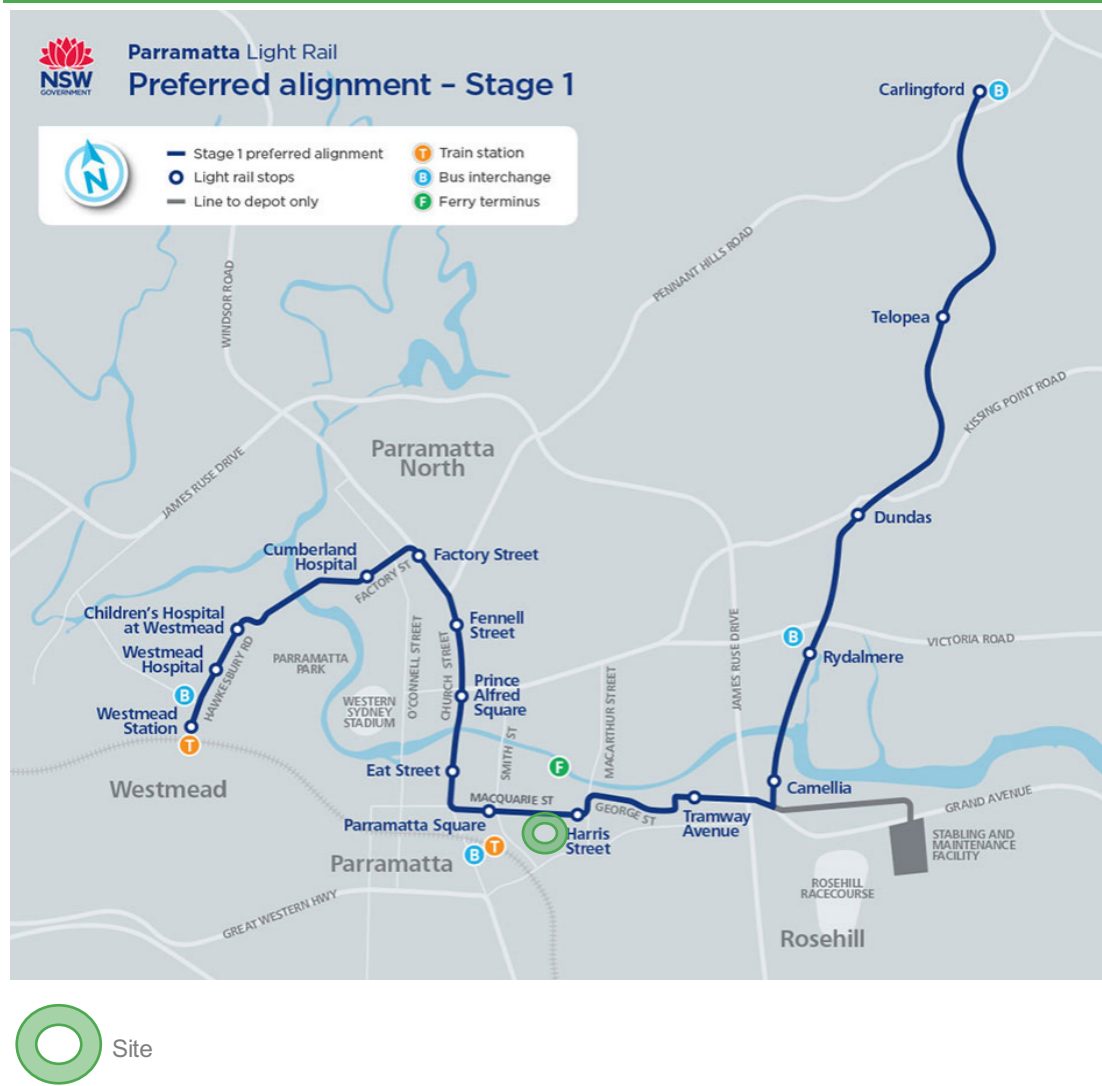 Parramatta Light Rail
Preferred alignment – Stage 1
NSW
GOVERNMENT
N
Stage 1 preferred alignment
Light rail stops
Line to depot only
T Train station
B Bus interchange
F Ferry terminus
Carlingford
B
PENNANT HILLS ROAD
WINDSOR ROAD
Telopea
KISSING POINT ROAD
JAMES RUSE DRIVE
Parramatta
North
Dundas
Cumberland
Hospital
Factory Street
FACTORY ST
Children's Hospital
at Westmead
Fennell
Street
Westmead
Hospital
HAWKESBURY RD
PARRAMATTA
PARK
O'CONNELL STREET
CHURCH STREET
JAMES RUSE DRIVE
B
VICTORIA ROAD
Rydalmere
B
WESTERN
SYDNEY
STADIUM
Prince
Alfred
Square
MACARTHUR STREET
Westmead
Station
T
SMITH ST
F
Eat Street
Westmead
Camellia
MACQUARIE ST
GEORGE ST
GRAND AVENUE
Parramatta Square
Harris
Street
Tramway
Avenue
STABLING AND
MAINTENANCE
FACILITY
B
T
Parramatta
ROSEHILL
RACECOURSE
GREAT WESTERN HWY
Rosehill
Site